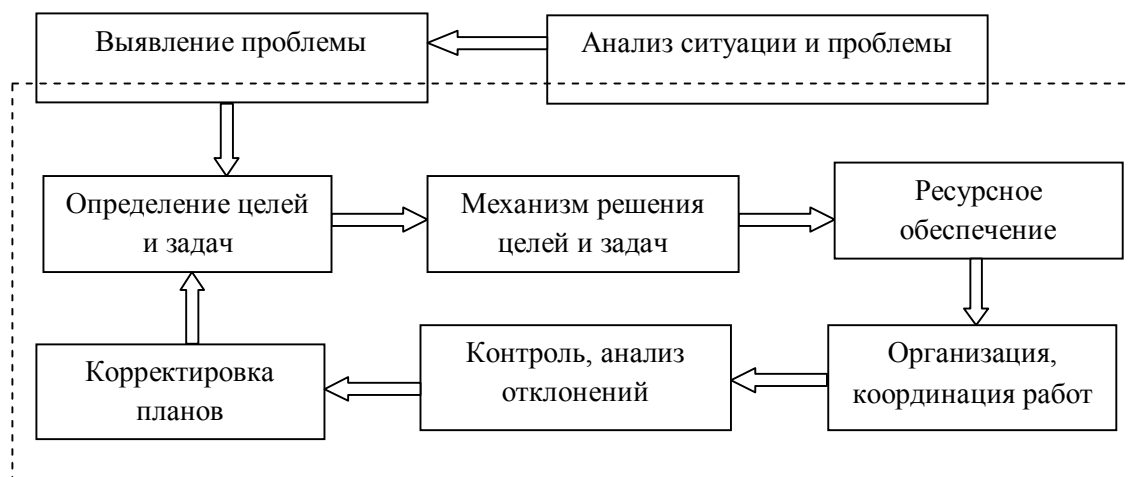 Выявление проблемы
Анализ ситуации и проблемы
Определение целей
и задач
Механизм решения
целей и задач
Ресурсное
обеспечение
Корректировка
планов
Контроль, анализ
отклонений
Организация,
координация работ